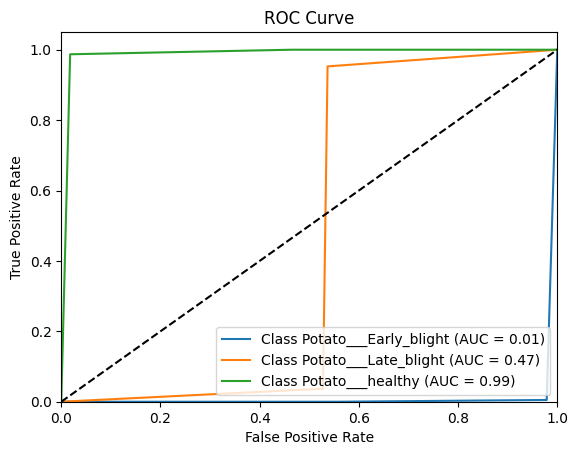 ROC Curve
True Positive Rate
1.0
0.8
0.6
0.4
0.2
0.0
Class Potato___Early_blight (AUC = 0.01)
Class Potato___Late_blight (AUC = 0.47)
Class Potato___healthy (AUC = 0.99)
0.0 0.2 0.4 0.6 0.8 1.0
False Positive Rate